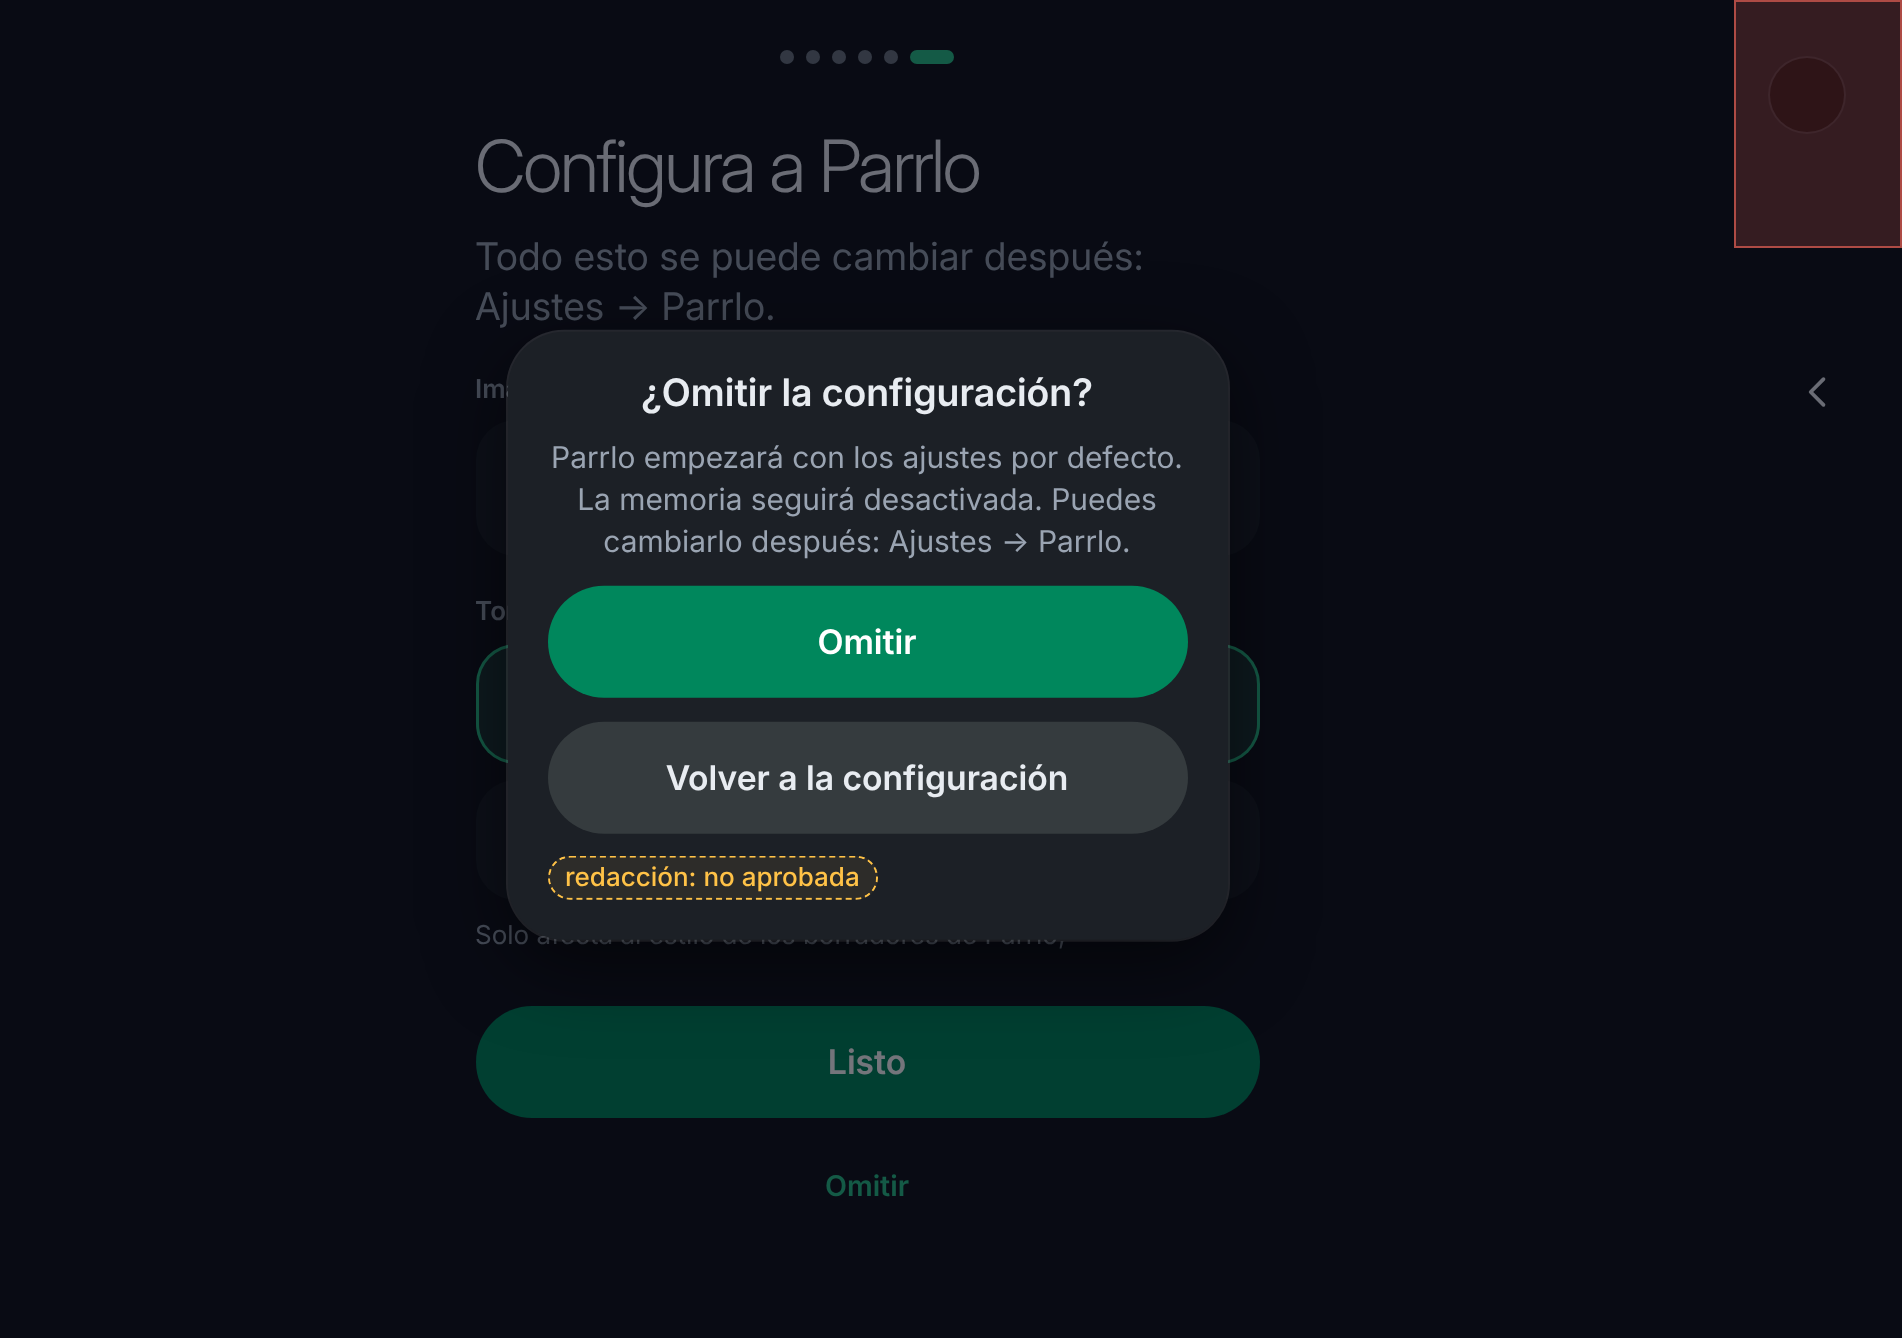 Configura a Parrlo
Todo esto se puede cambiar después:
Ajustes → Parrlo.
¿Omitir la configuración?
Parrlo empezará con los ajustes por defecto.
La memoria seguirá desactivada. Puedes
cambiarlo después: Ajustes → Parrlo.
Omitir
Volver a la configuración
redacción: no aprobada
Solo
Listo
Omitir